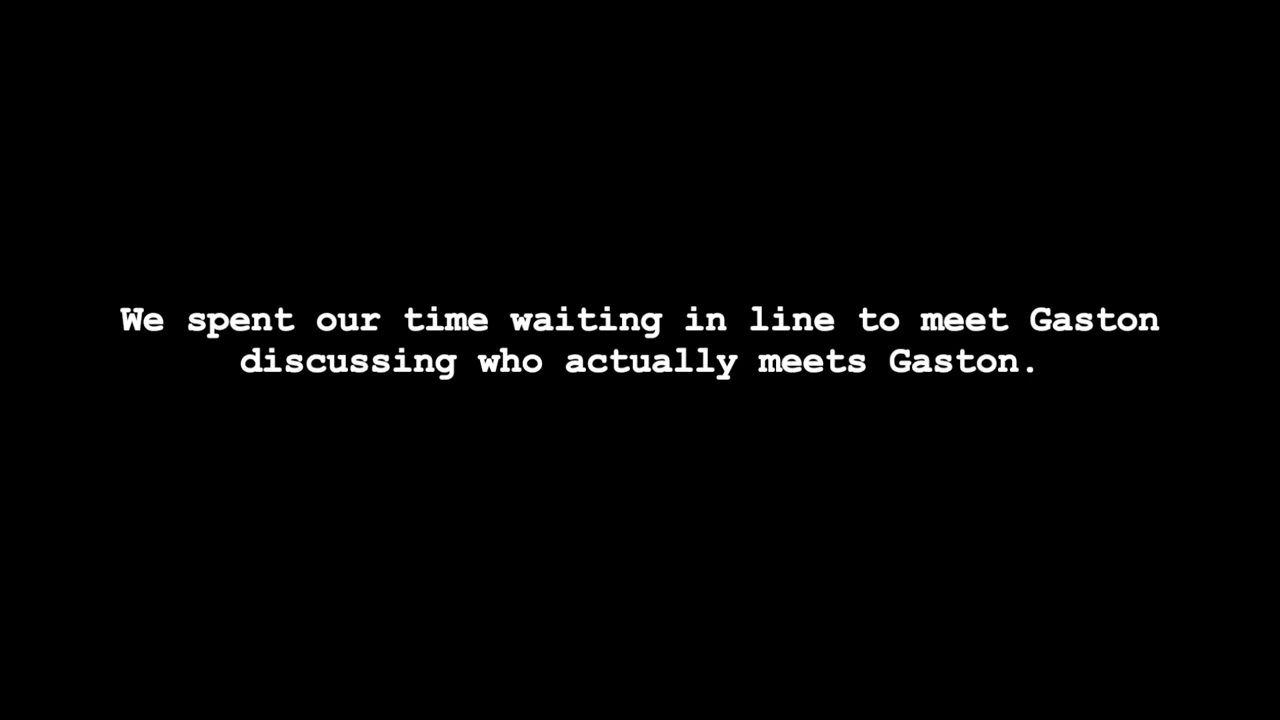 We spent our time waiting in line to meet Gaston
discussing who actually meets Gaston.